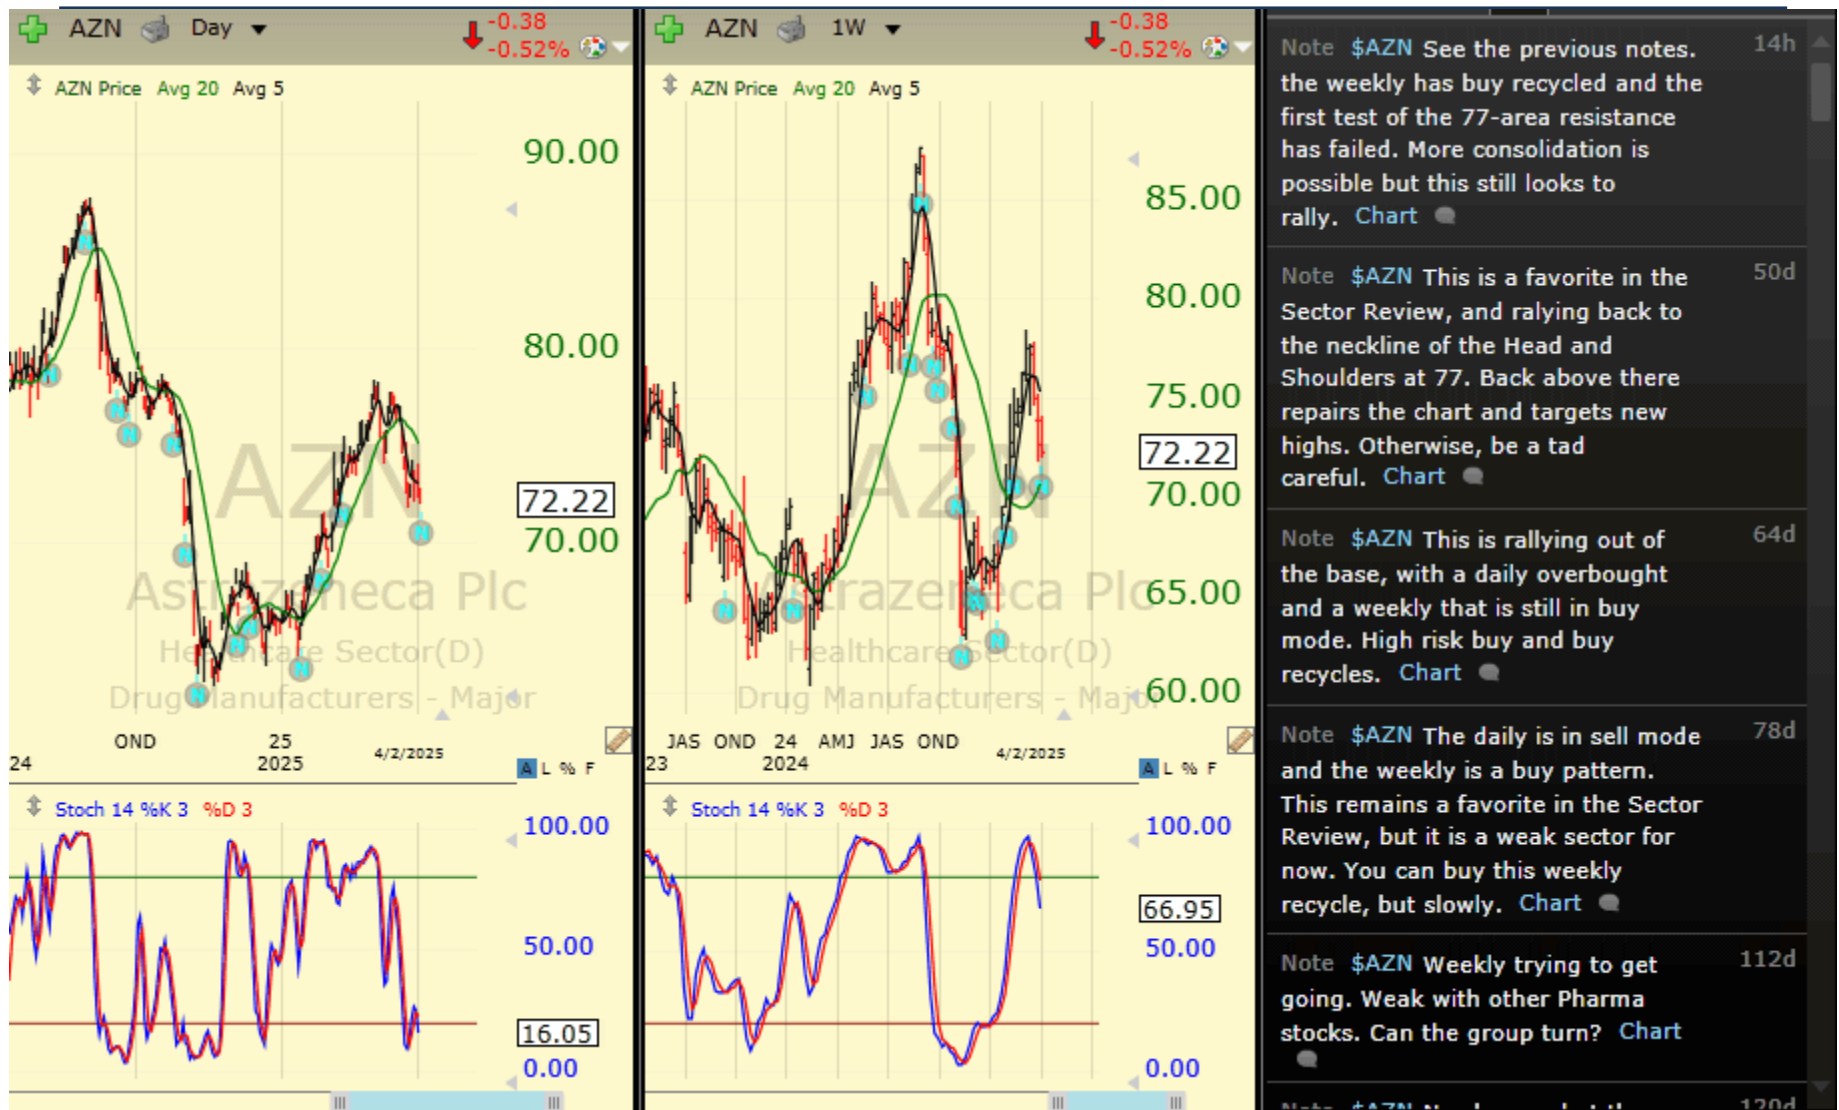 AZN Day -0.38
-0.52%
AZN Price Avg 20 Avg 5
90.00
80.00
72.22
70.00
AZN
Astrazeneca Plc
Healthcare Sector(D)
Drug Manufacturers - Major
OND 25 4/2/2025
24 2025
A L % F
Stoch 14 %K 3 %D 3
100.00
50.00
16.05
0.00
AZN 1W -0.38
-0.52%
AZN Price Avg 20 Avg 5
85.00
80.00
75.00
72.22
70.00
65.00
60.00
AZN
Astrazeneca Plc
Healthcare Sector(D)
Drug Manufacturers - Major
JAS OND 24 AMJ JAS OND 4/2/2025
23 2024
A L % F
Stoch 14 %K 3 %D 3
100.00
66.95
50.00
0.00
Note $AZN See the previous notes. 14h
the weekly has buy recycled and the
first test of the 77-area resistance
has failed. More consolidation is
possible but this still looks to
rally. Chart
Note $AZN This is a favorite in the 50d
Sector Review, and ralying back to
the neckline of the Head and
Shoulders at 77. Back above there
repairs the chart and targets new
highs. Otherwise, be a tad
careful. Chart
Note $AZN This is rallying out of 64d
the base, with a daily overbought
and a weekly that is still in buy
mode. High risk buy and buy
recycles. Chart
Note $AZN The daily is in sell mode 78d
and the weekly is a buy pattern.
This remains a favorite in the Sector
Review, but it is a weak sector for
now. You can buy this weekly
recycle, but slowly. Chart
Note $AZN Weekly trying to get 112d
going. Weak with other Pharma
stocks. Can the group turn? Chart
Note $AZN 120d